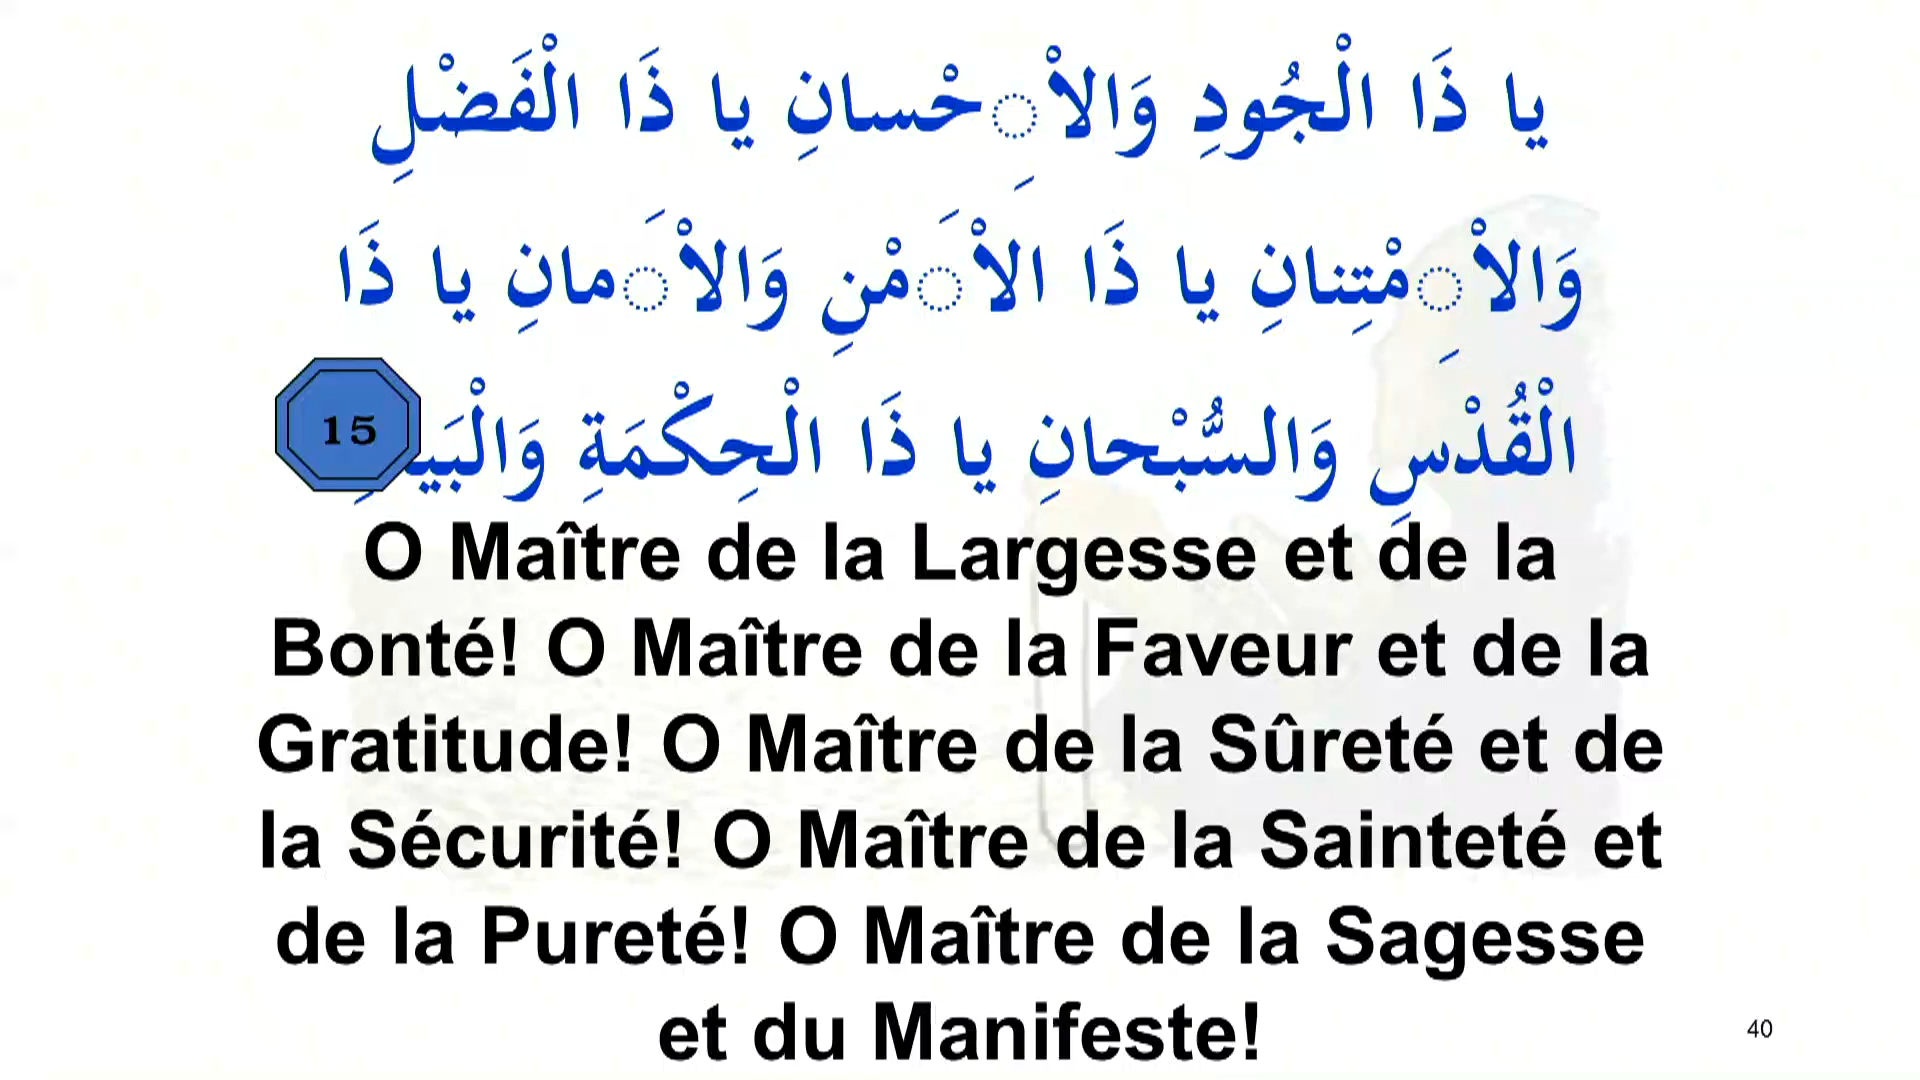 يا ذَا الْجُودِ وَالاْ◌ِحْسانِ يا ذَا الْفَضْلِ
وَالاْ◌ِمْتِنانِ يا ذَا الاْ◌َمْنِ وَالاْ◌َمانِ يا ذَا
الْقُدْسِ وَالسُّبْحانِ يا ذَا الْحِكْمَةِ
15
O Maître de la Largesse et de la
Bonté! O Maître de la Faveur et de la
Gratitude! O Maître de la Sûreté et de
la Sécurité! O Maître de la Sainteté et
de la Pureté! O Maître de la Sagesse
et du Manifeste!
40